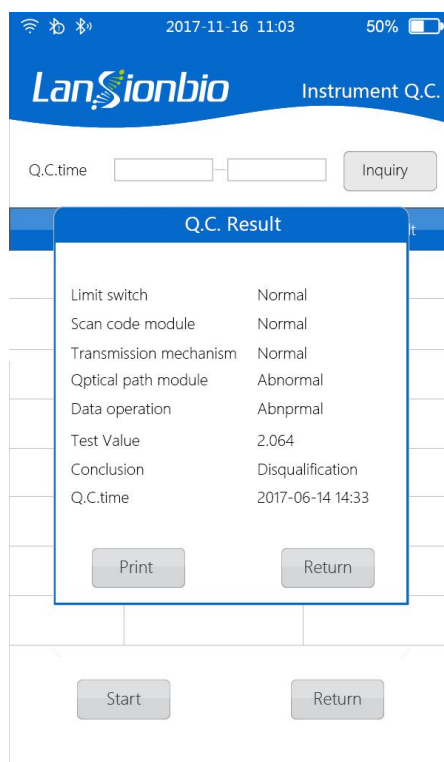 2017-11-16 11:03 50%
Lansionbio
Instrument Q.C.
Q.C.time
Inquiry
Q.C. Result
Limit switch Normal
Scan code module Normal
Transmission mechanism Normal
Qptical path module Abnormal
Data operation Abnprmal
Test Value 2.064
Conclusion Disqualification
Q.C.time 2017-06-14 14:33
Print Return
Start Return